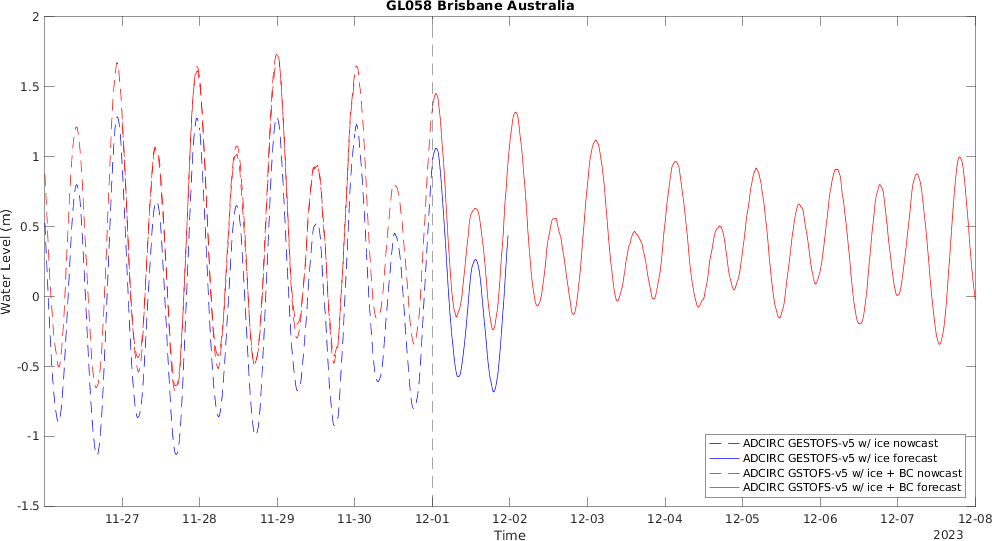 GL058 Brisbane Australia
2
1.5
1
0.5
0
-0.5
-1
-1.5
Water Level (m)
11-27 11-28 11-29 11-30 12-01 12-02 12-03 12-04 12-05 12-06 12-07 12-08
Time
2023
ADCIRC GESTOFS-v5 w/ ice nowcast
ADCIRC GESTOFS-v5 w/ ice forecast
ADCIRC GSTOFS-v5 w/ ice + BC nowcast
ADCIRC GSTOFS-v5 w/ ice + BC forecast